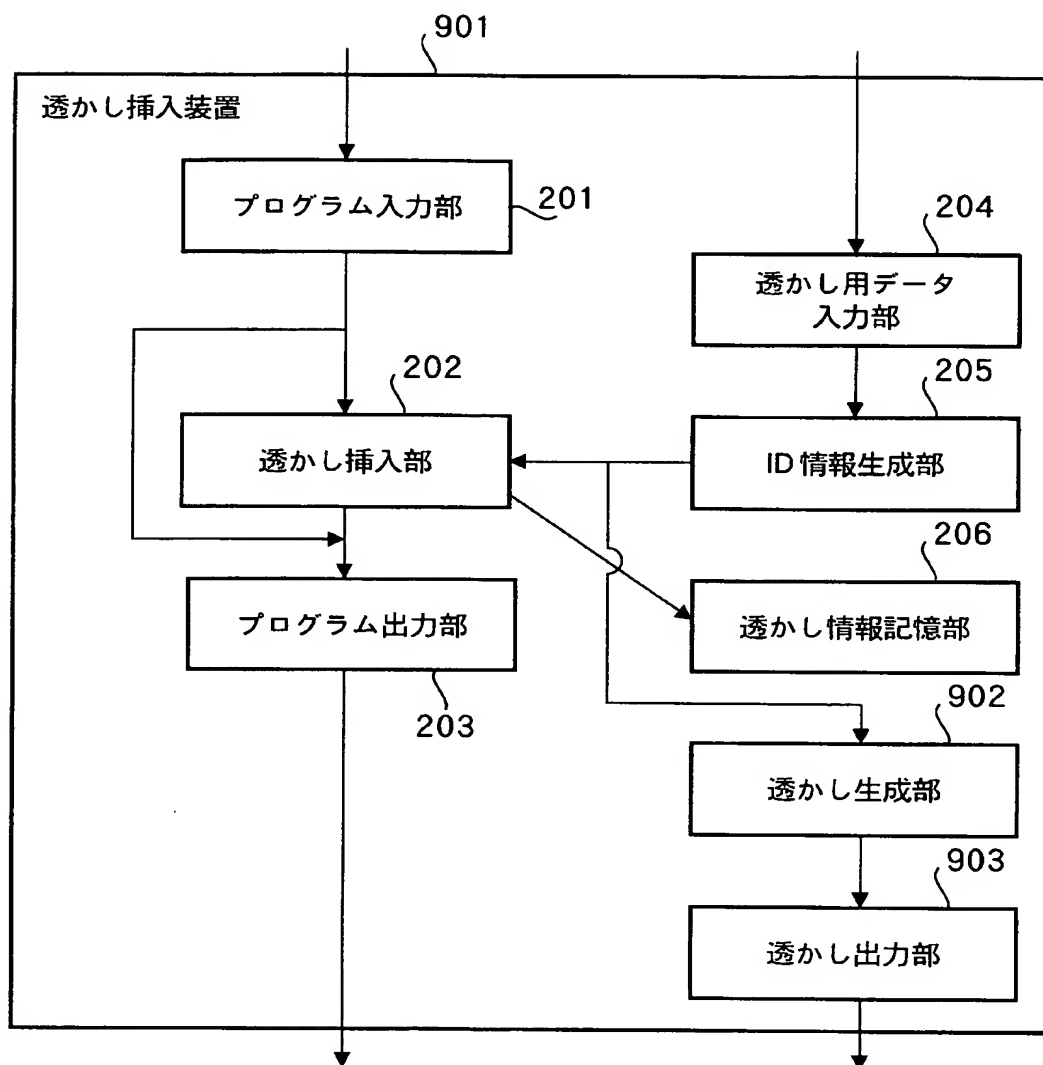 901
透かし挿入装置
プログラム入力部
201
204
透かし用データ
入力部
202
205
透かし挿入部
ID 情報生成部
206
プログラム出力部
透かし情報記憶部
203
902
透かし生成部
903
透かし出力部